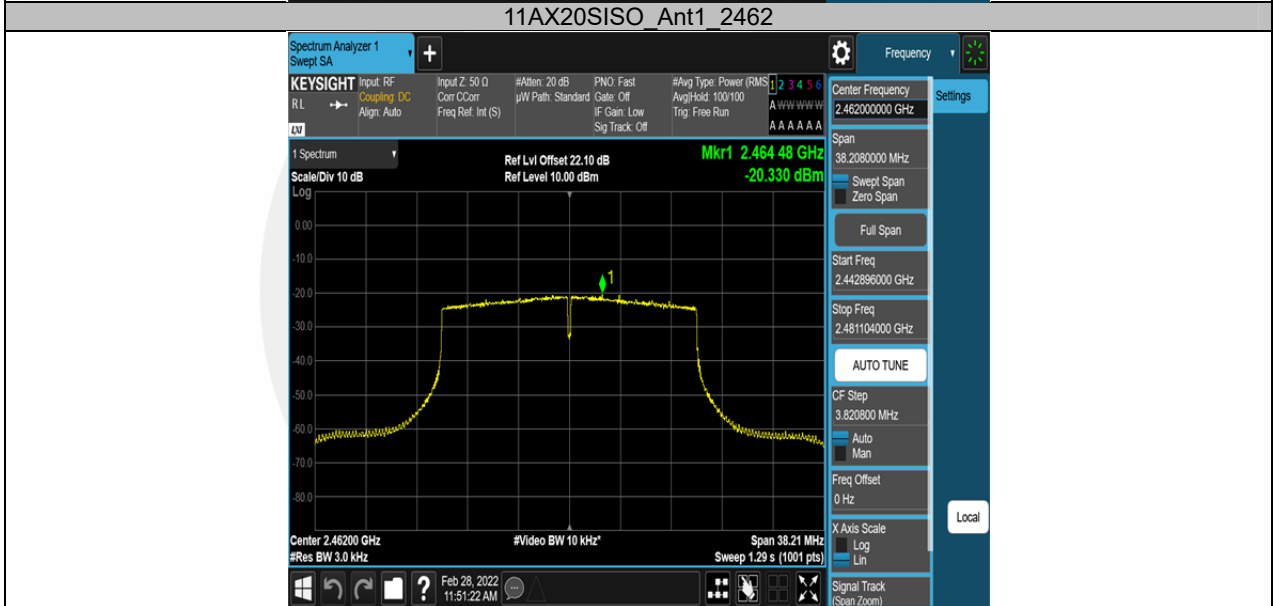 11AX20SISO_Ant1_2462
Spectrum Analyzer 1
Swept SA
+
Frequency
KEYSIGHT
Input: RF
Coupling: DC
Align: Auto
Input Z: 50 Ω
Corr CCorr
Freq Ref: Int (S)
#Atten: 20 dB
µW Path: Standard
PNO: Fast
Gate: Off
IF Gain: Low
Sig Track: Off
#Avg Type: Power (RMS
Avg|Hold: 100/100
Trig: Free Run
1 2 3 4 5 6
A W W W W W
A A A A A A
RL
LXI
Center Frequency
2.462000000 GHz
Settings
Span
38.2080000 MHz
Swept Span
Zero Span
Full Span
Start Freq
2.442896000 GHz
Stop Freq
2.481104000 GHz
AUTO TUNE
CF Step
3.820800 MHz
Auto
Man
Freq Offset
0 Hz
X Axis Scale
Log
Lin
Local
Signal Track
(Span Zoom)
1 Spectrum
Scale/Div 10 dB
Log
Ref Lvl Offset 22.10 dB
Ref Level 10.00 dBm
Mkr1 2.464 48 GHz
-20.330 dBm
0.00
-10.0
-20.0
-30.0
-40.0
-50.0
-60.0
-70.0
-80.0
1
Center 2.46200 GHz
#Res BW 3.0 kHz
#Video BW 10 kHz*
Span 38.21 MHz
Sweep 1.29 s (1001 pts)
?
Feb 28, 2022
11:51:22 AM